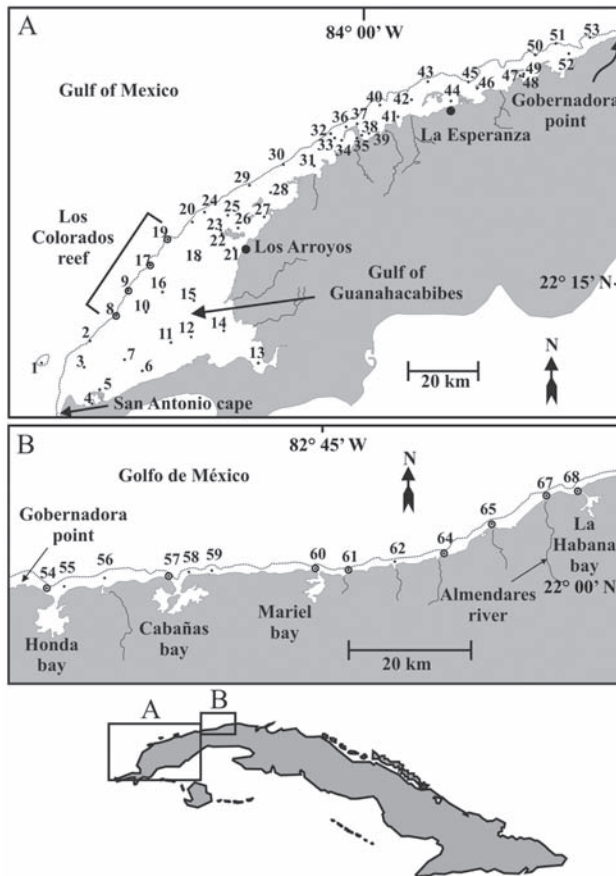 A
84° 00' W
Gulf of Mexico
53
51
50
52
49
48
47
46
45
43
44
42
41
40
Gobernadora
point
La Esperanza
37
36
38
39
35
34
33
32
31
30
29
28
27
26
25
24
23
22
21
20
19
18
17
16
15
14
13
12
11
10
9
8
7
6
5
4
3
2
1
Los
Colorados
reef
Los Arroyos
22° 15' N
Gulf of
Guanahacabibes
N
20 km
San Antonio cape
B
82° 45' W
Golfo de México
N
Gobernadora
point
54
55
56
57
58
59
60
61
62
64
65
67
68
La
Habana
bay
22° 00' N
Almendares
river
Honda
bay
Cabañas
bay
Mariel
bay
20 km
A
B